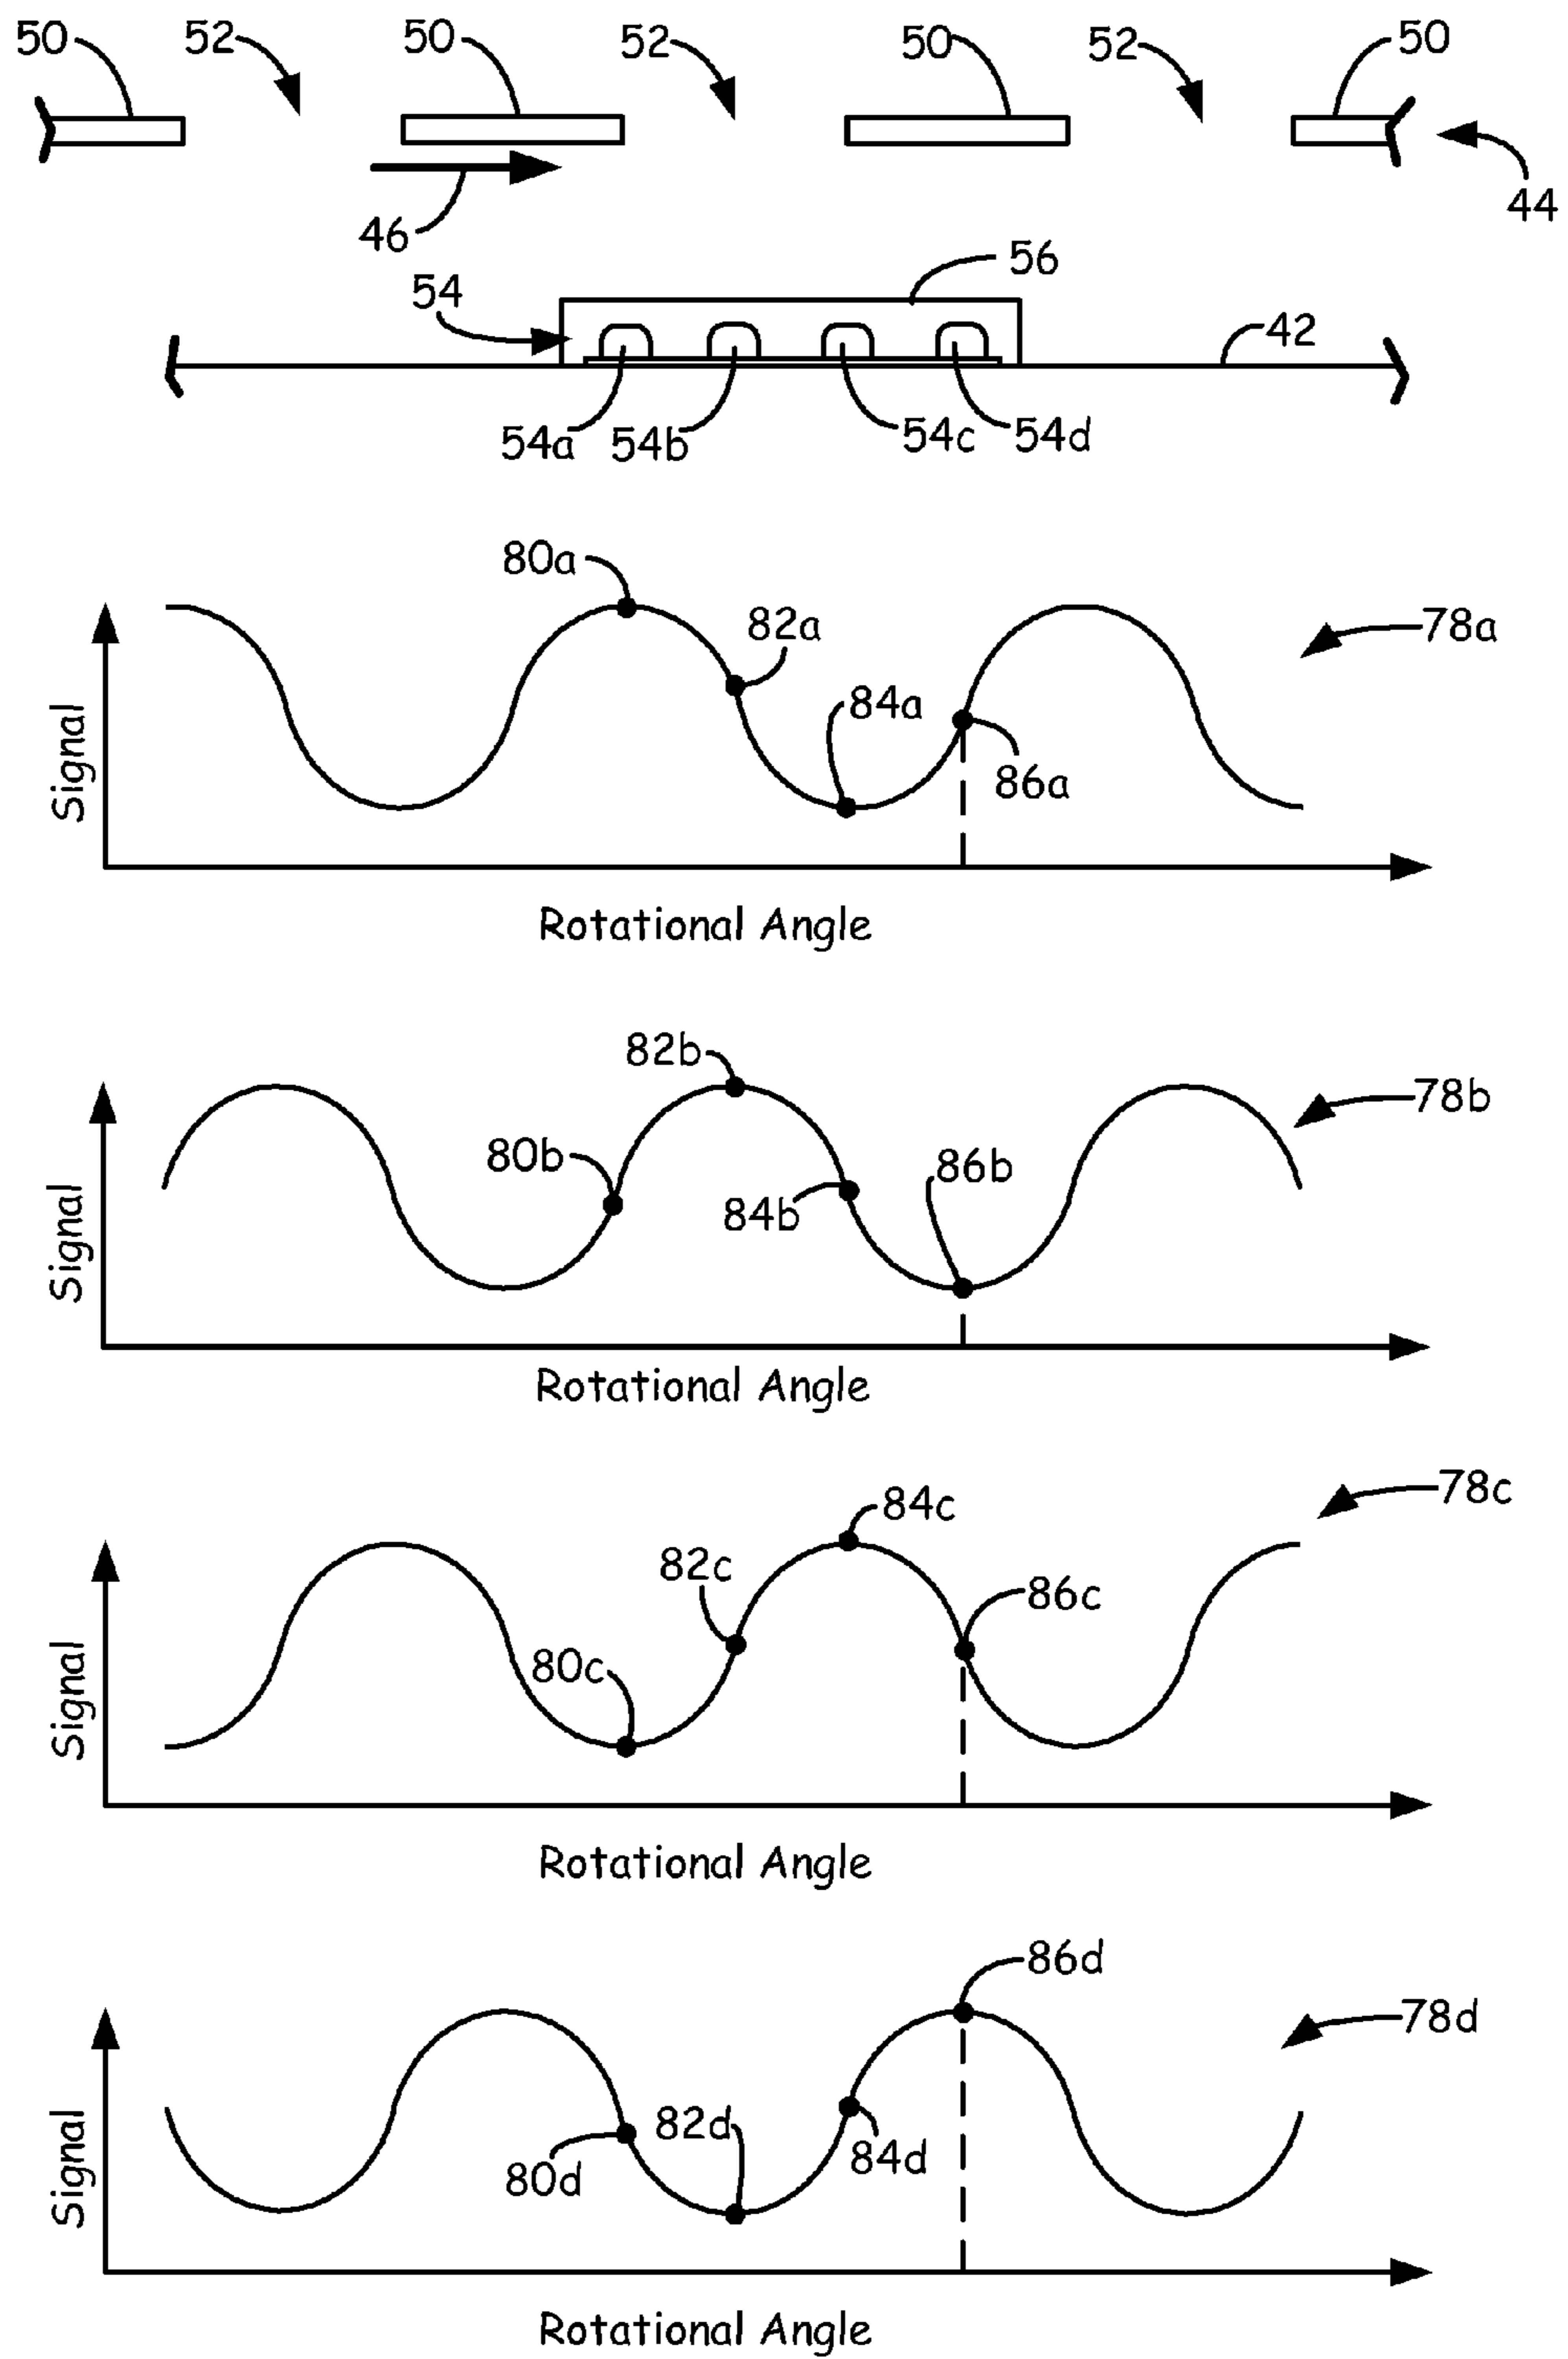 50 52 50 52 50 52 50
44
46
56
54
42
54a 54b 54c 54d
80a
82a
78a
84a
86a
Signal
Rotational Angle
82b
78b
80b
86b
84b
Signal
Rotational Angle
78c
84c
82c
86c
80c
Signal
Rotational Angle
86d
78d
82d
84d
80d
Signal
Rotational Angle